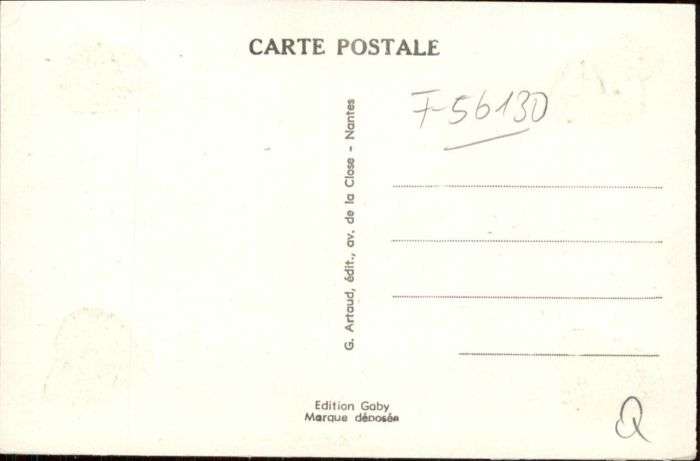 CARTE POSTALE
F-56130
G. Artaud, édit., av. de la Close - Nantes
Edition Gaby
Marque déposée
Q